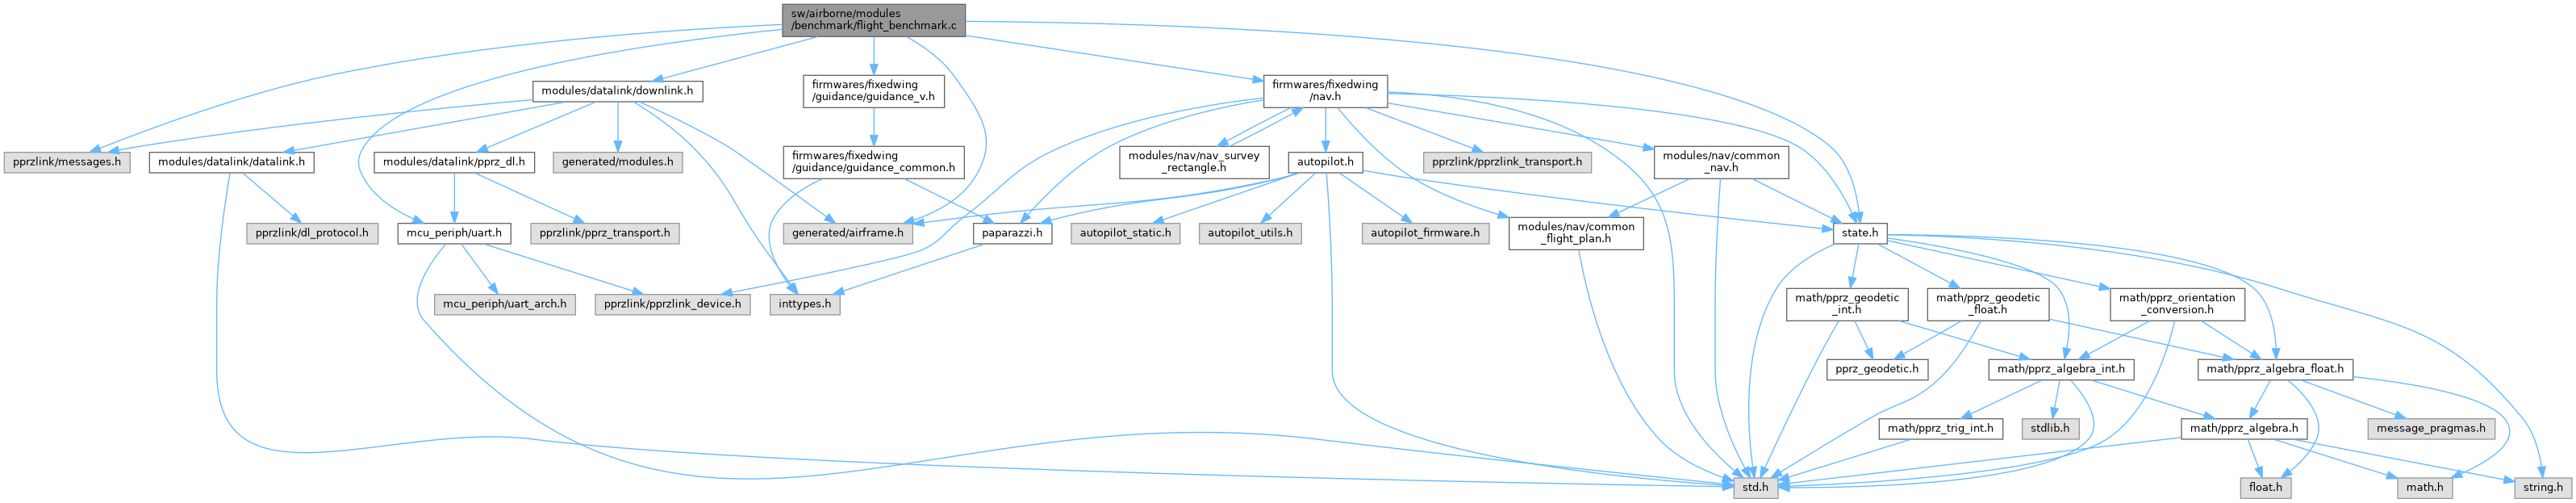 sw/airborne/modules
/benchmark/flight_benchmark.c
modules/datalink/downlink.h
firmwares/fixedwing
/guidance/guidance_v.h
firmwares/fixedwing
/nav.h
pprzlink/messages.h
modules/datalink/datalink.h
modules/datalink/pprz_dl.h
generated/modules.h
firmwares/fixedwing
/guidance/guidance_common.h
modules/nav/nav_survey
_rectangle.h
autopilot.h
pprzlink/pprzlink_transport.h
modules/nav/common
_nav.h
pprzlink/dl_protocol.h
mcu_periph/uart.h
pprzlink/pprz_transport.h
generated/airframe.h
paparazzi.h
autopilot_static.h
autopilot_utils.h
autopilot_firmware.h
modules/nav/common
_flight_plan.h
state.h
mcu_periph/uart_arch.h
pprzlink/pprzlink_device.h
inttypes.h
math/pprz_geodetic
_int.h
math/pprz_geodetic
_float.h
math/pprz_orientation
_conversion.h
pprz_geodetic.h
math/pprz_algebra_int.h
math/pprz_algebra_float.h
math/pprz_trig_int.h
stdlib.h
math/pprz_algebra.h
message_pragmas.h
std.h
float.h
math.h
string.h